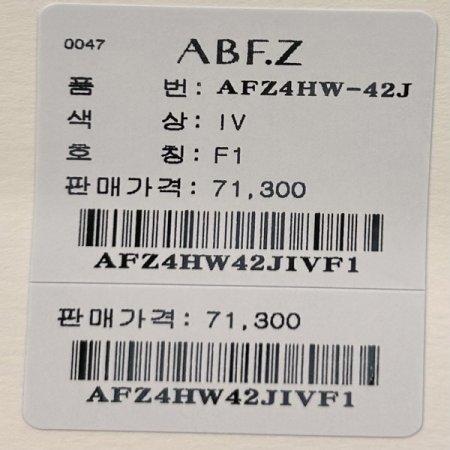 0047 ABF.Z
품 번: AFZ4HW-42J
색 상: IV
호 칭: F1
판매가격: 71,300
AFZ4HW42JIVF1
판매가격: 71,300
AFZ4HW42JIVF1